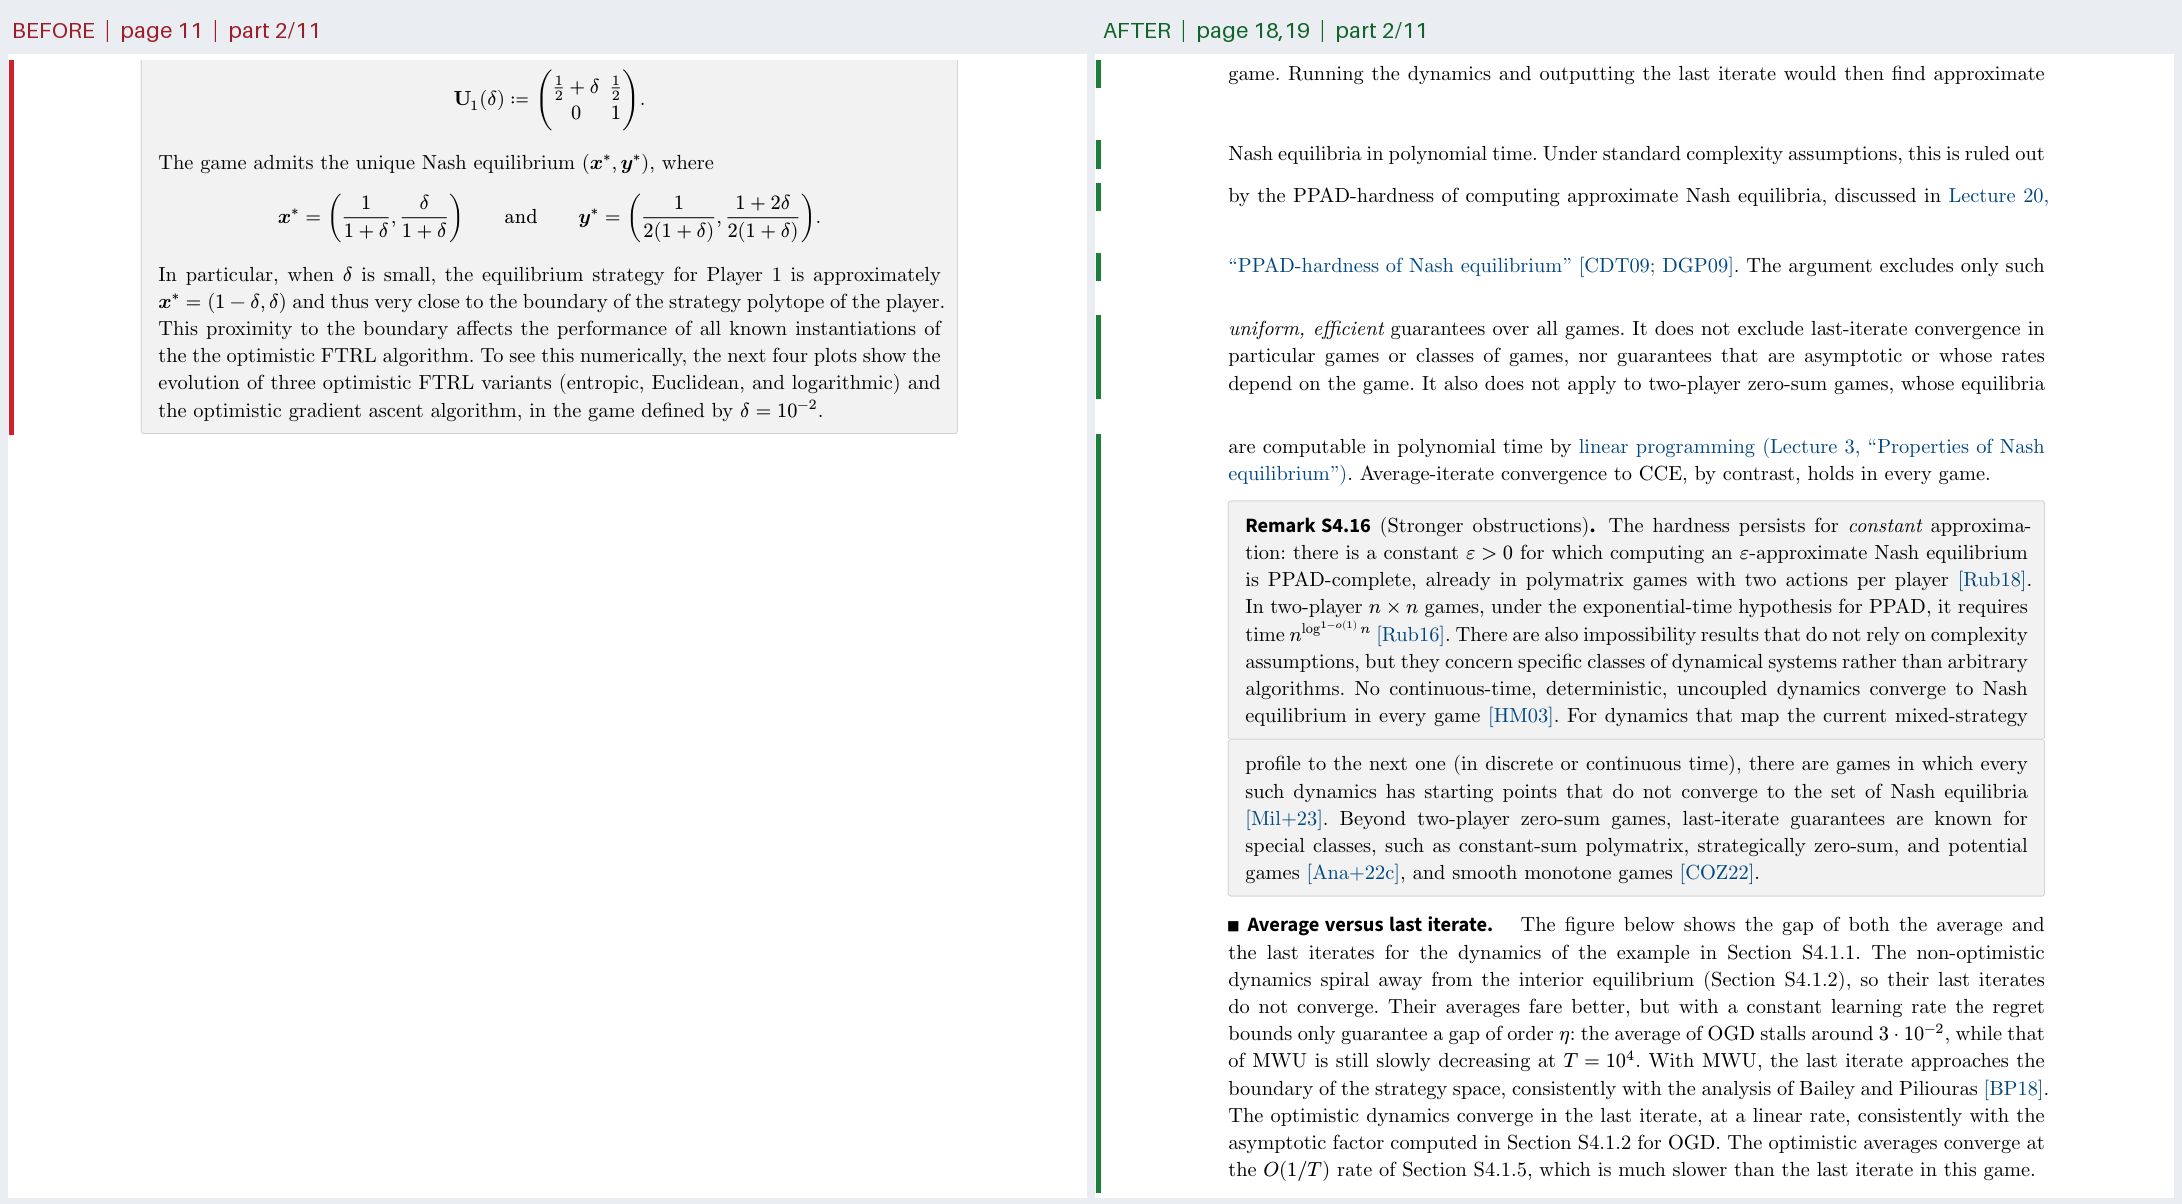 BEFORE | page 11 | part 2/11
U₁(δ) ≔ ( ½ + δ  ½
0  1 ).
The game admits the unique Nash equilibrium (x*, y*), where
x* = ( 1/(1 + δ), δ/(1 + δ) ) and y* = ( 1/(2(1 + δ)), (1 + 2δ)/(2(1 + δ)) ).
In particular, when δ is small, the equilibrium strategy for Player 1 is approximately
x* = (1 − δ, δ) and thus very close to the boundary of the strategy polytope of the player.
This proximity to the boundary affects the performance of all known instantiations of
the the optimistic FTRL algorithm. To see this numerically, the next four plots show the
evolution of three optimistic FTRL variants (entropic, Euclidean, and logarithmic) and
the optimistic gradient ascent algorithm, in the game defined by δ = 10⁻².
AFTER | page 18,19 | part 2/11
game. Running the dynamics and outputting the last iterate would then find approximate
Nash equilibria in polynomial time. Under standard complexity assumptions, this is ruled out
by the PPAD-hardness of computing approximate Nash equilibria, discussed in Lecture 20,
“PPAD-hardness of Nash equilibrium” [CDT09; DGP09]. The argument excludes only such
uniform, efficient guarantees over all games. It does not exclude last-iterate convergence in
particular games or classes of games, nor guarantees that are asymptotic or whose rates
depend on the game. It also does not apply to two-player zero-sum games, whose equilibria
are computable in polynomial time by linear programming (Lecture 3, “Properties of Nash
equilibrium”). Average-iterate convergence to CCE, by contrast, holds in every game.
Remark S4.16 (Stronger obstructions). The hardness persists for constant approxima-
tion: there is a constant ε > 0 for which computing an ε-approximate Nash equilibrium
is PPAD-complete, already in polymatrix games with two actions per player [Rub18].
In two-player n × n games, under the exponential-time hypothesis for PPAD, it requires
time n^(log^(1−o(1)) n) [Rub16]. There are also impossibility results that do not rely on complexity
assumptions, but they concern specific classes of dynamical systems rather than arbitrary
algorithms. No continuous-time, deterministic, uncoupled dynamics converge to Nash
equilibrium in every game [HM03]. For dynamics that map the current mixed-strategy
profile to the next one (in discrete or continuous time), there are games in which every
such dynamics has starting points that do not converge to the set of Nash equilibria
[Mil+23]. Beyond two-player zero-sum games, last-iterate guarantees are known for
special classes, such as constant-sum polymatrix, strategically zero-sum, and potential
games [Ana+22c], and smooth monotone games [COZ22].
■ Average versus last iterate. The figure below shows the gap of both the average and
the last iterates for the dynamics of the example in Section S4.1.1. The non-optimistic
dynamics spiral away from the interior equilibrium (Section S4.1.2), so their last iterates
do not converge. Their averages fare better, but with a constant learning rate the regret
bounds only guarantee a gap of order η: the average of OGD stalls around 3 · 10⁻², while that
of MWU is still slowly decreasing at T = 10⁴. With MWU, the last iterate approaches the
boundary of the strategy space, consistently with the analysis of Bailey and Piliouras [BP18].
The optimistic dynamics converge in the last iterate, at a linear rate, consistently with the
asymptotic factor computed in Section S4.1.2 for OGD. The optimistic averages converge at
the O(1/T) rate of Section S4.1.5, which is much slower than the last iterate in this game.